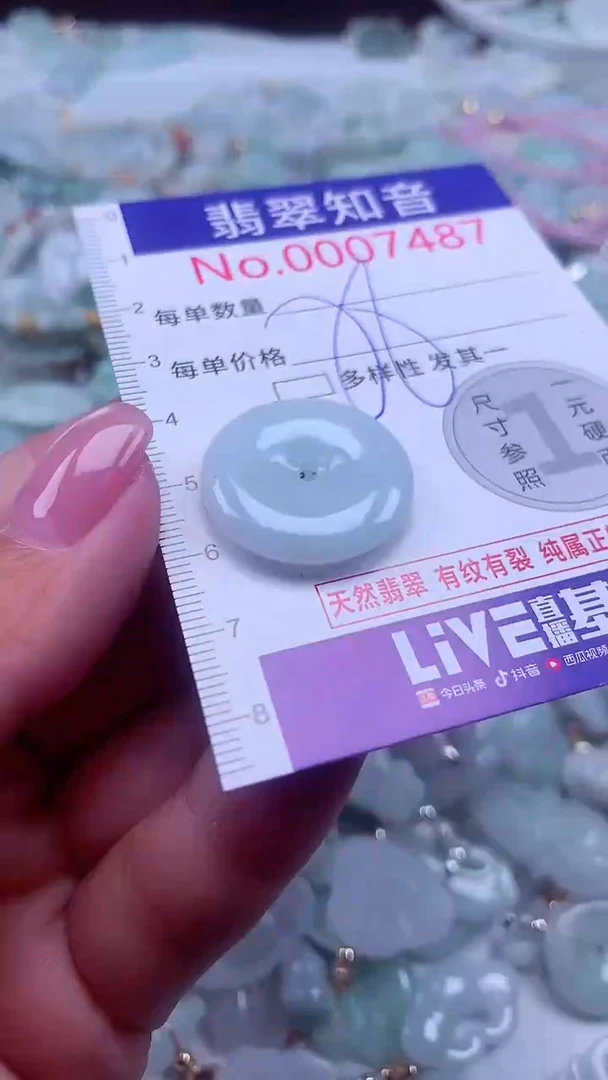 翡翠知音
No.0007487
每单数量
每单价格
多样性 发其一
尺寸参照
1
一元硬
天然翡翠 有纹有裂 纯属正
LiVE直播基
今日头条 抖音 西瓜视频
0
1
2
3
4
5
6
7
8